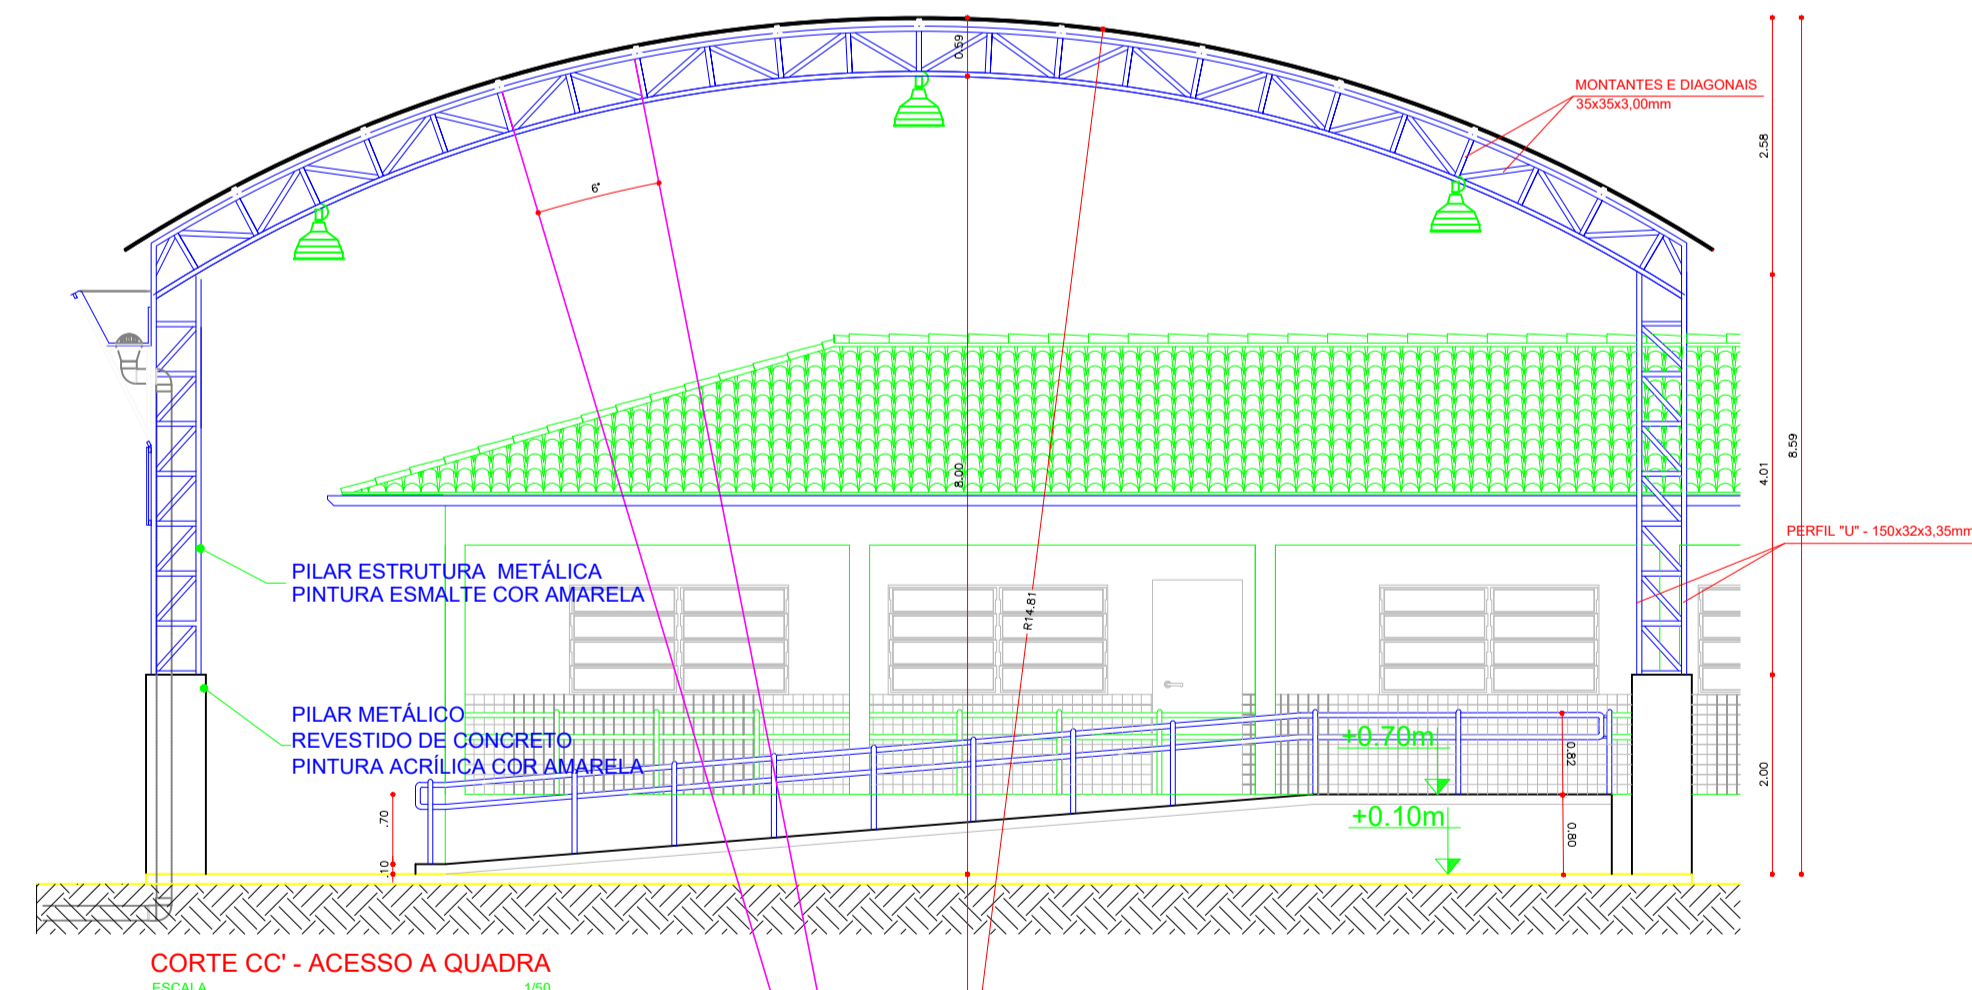 0.59
MONTANTES E DIAGONAIS
35x35x3,00mm
2.58
6°
8.59
8.00
4.01
PERFIL "U" - 150x32x3,35mm
PILAR ESTRUTURA METÁLICA
PINTURA ESMALTE COR AMARELA
R14.81
PILAR METÁLICO
REVESTIDO DE CONCRETO
PINTURA ACRÍLICA COR AMARELA
+0.70m
0.82
2.00
.70
+0.10m
0.80
.10
CORTE CC' - ACESSO A QUADRA
ESCALA 1/50